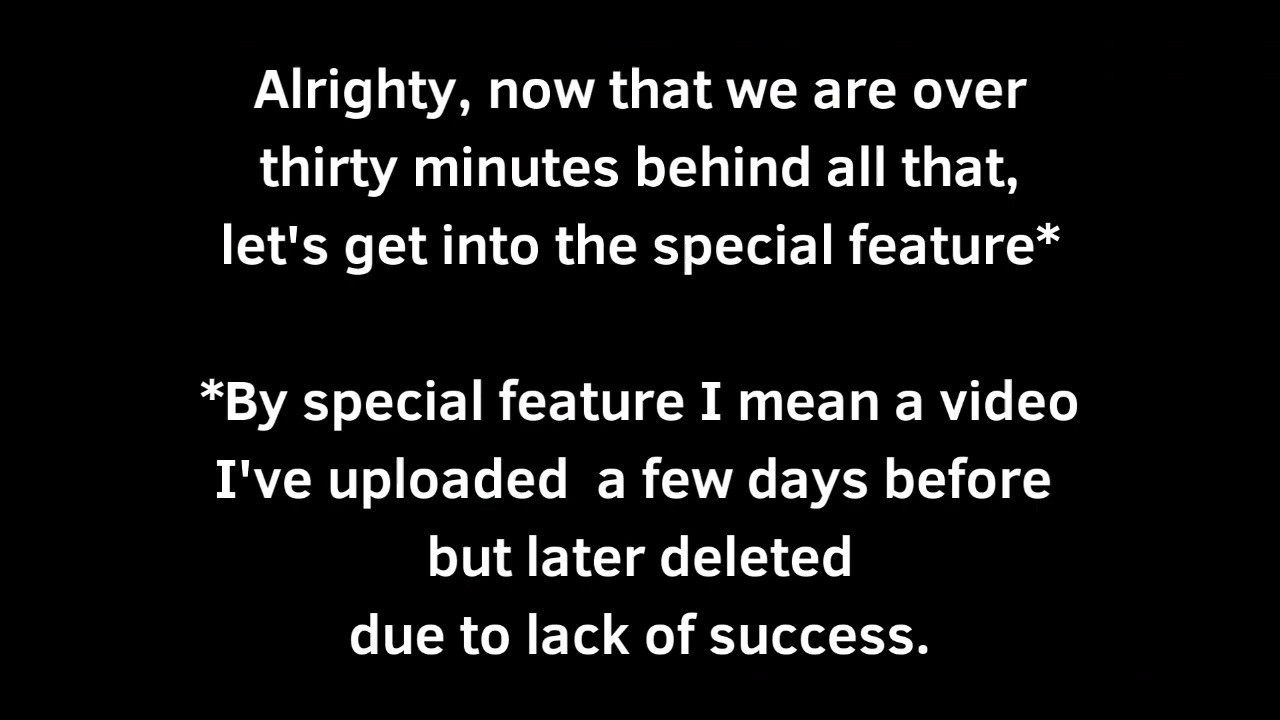 Alrighty, now that we are over
thirty minutes behind all that,
let's get into the special feature*
*By special feature I mean a video
I've uploaded  a few days before
but later deleted
due to lack of success.